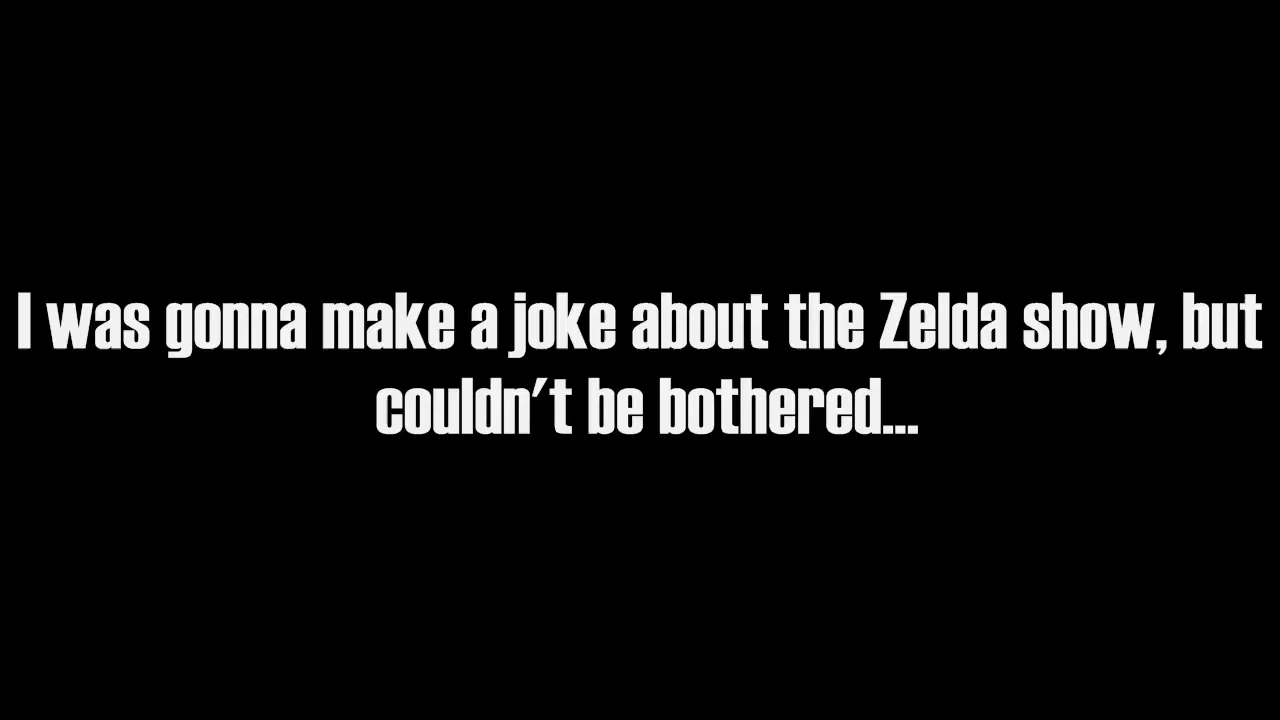 I was gonna make a joke about the Zelda show, but
couldn't be bothered...